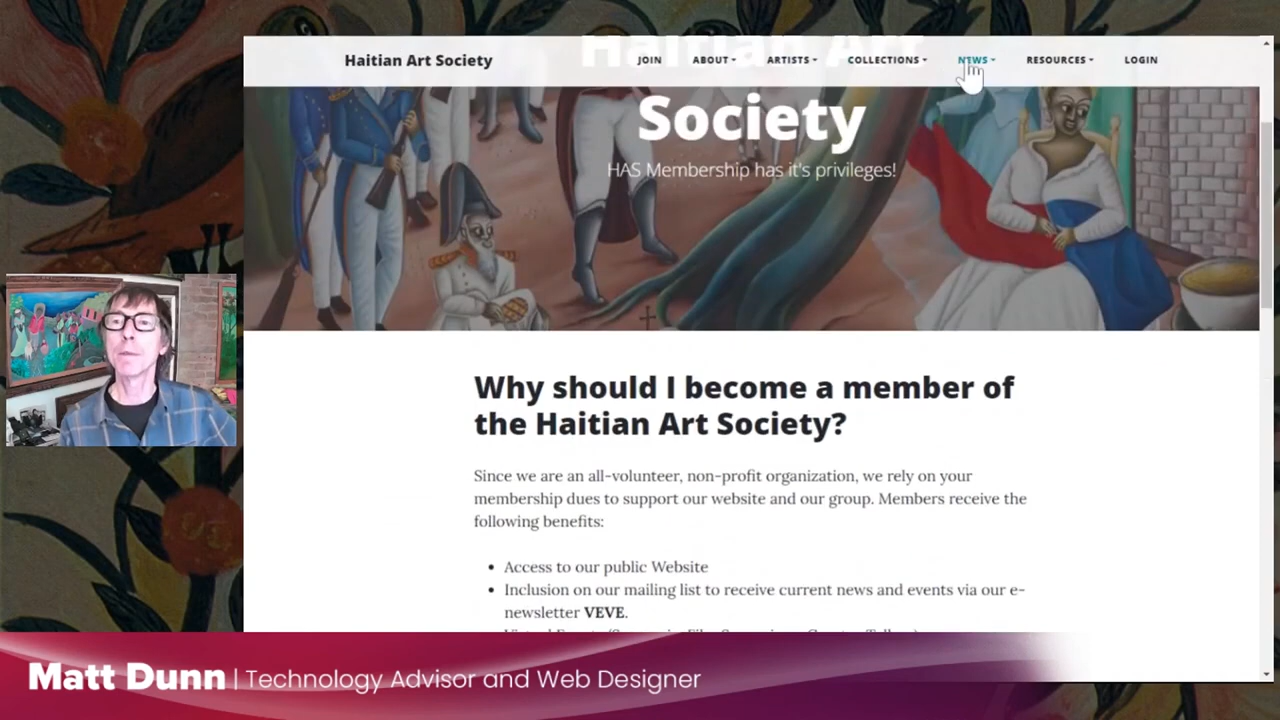 Haitian Art Society
JOIN ABOUT ARTISTS COLLECTIONS NEWS RESOURCES LOGIN
Haitian Art
Society
HAS Membership has it's privileges!
Why should I become a member of
the Haitian Art Society?
Since we are an all-volunteer, non-profit organization, we rely on your
membership dues to support our website and our group. Members receive the
following benefits:
• Access to our public Website
• Inclusion on our mailing list to receive current news and events via our e-
newsletter VEVE.
Matt Dunn | Technology Advisor and Web Designer